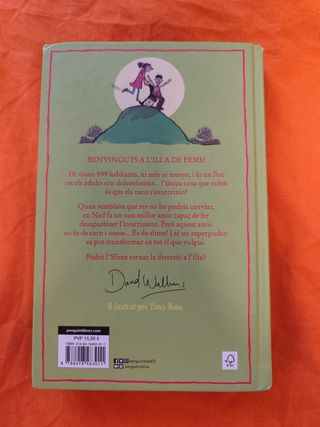 BENVINGUTS A L'ILLA DE FEMS!
Hi viuen 999 habitants, ni més ni menys, i és un lloc
on els adults són dolentíssims... l'única cosa que volen
és que els nens s'avorreixin!
Quan semblava que res no ho podria canviar,
en Ned fa un nou millor amic capaç de fer
desaparèixer l'avorriment. Però aquest amic
no és de carn i ossos... És de slime! I té un superpoder:
es pot transformar en tot el que vulgui.
Podrà l'Slime tornar la diversió a l'illa?
David Walliams
Il·lustrat per Tony Ross
penguinllibres.com
PVP 15,95 €
penguinkids
penguinllibres
FSC